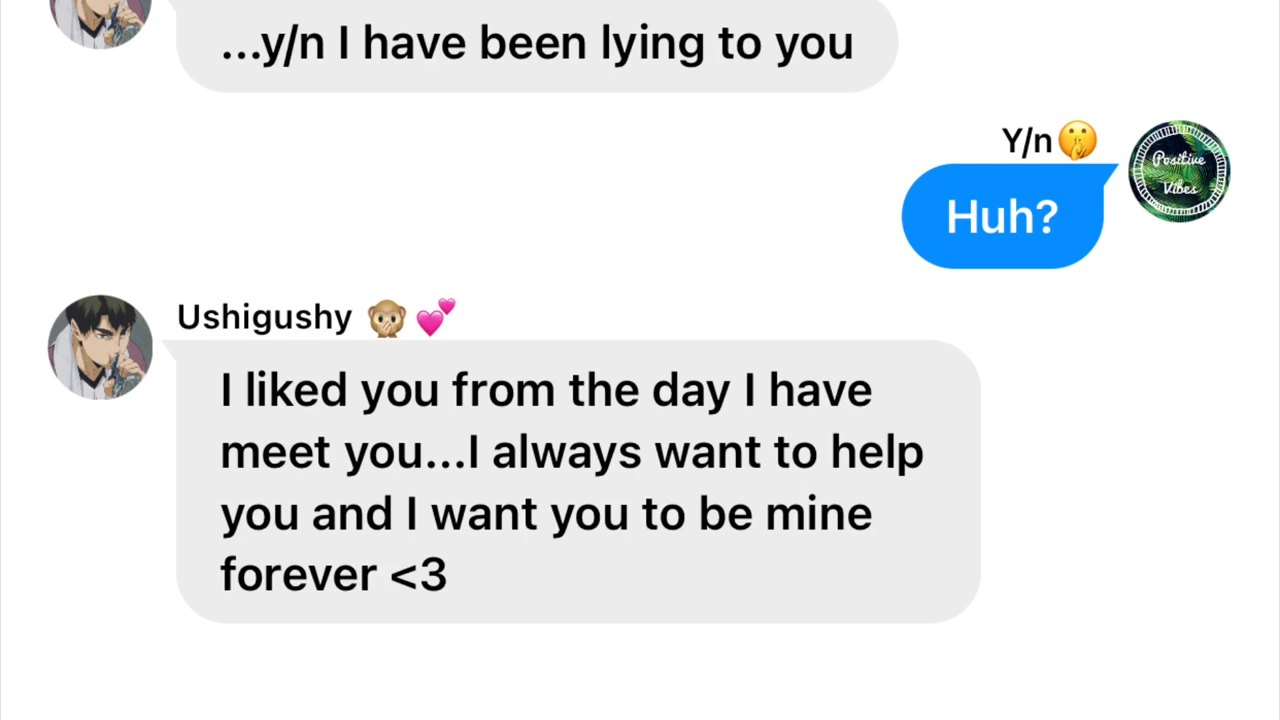 ...y/n I have been lying to you
Y/n🤫
Positive
Vibes
Huh?
Ushigushy 🙊 💕
I liked you from the day I have
meet you...I always want to help
you and I want you to be mine
forever <3